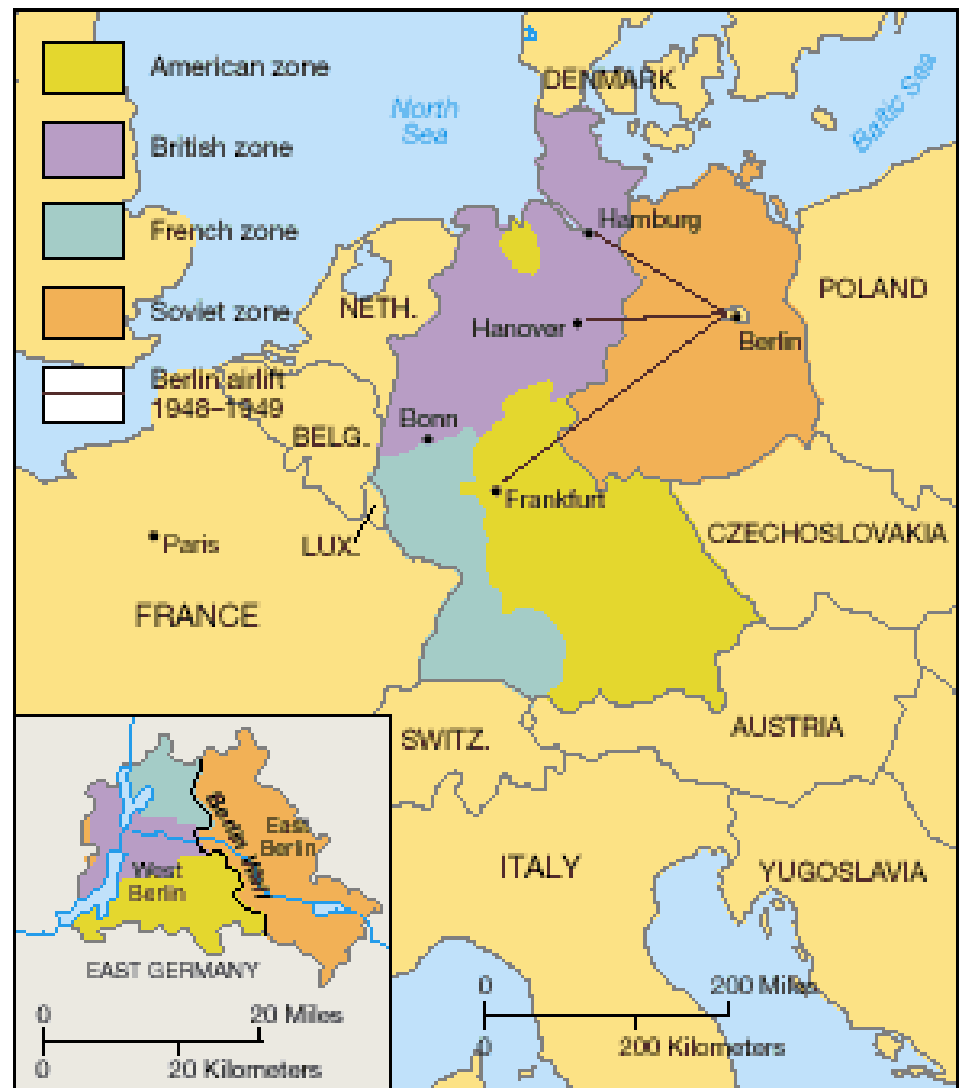 American zone
British zone
French zone
Soviet zone
Berlin airlift
1948–1949
North
Sea
DENMARK
Baltic Sea
Hamburg
NETH.
POLAND
Hanover
Berlin
Bonn
BELG.
Frankfurt
Paris
LUX.
CZECHOSLOVAKIA
FRANCE
SWITZ.
AUSTRIA
ITALY
YUGOSLAVIA
0
200 Miles
0
200 Kilometers
Berlin Wall
East
Berlin
West
Berlin
EAST GERMANY
0
20 Miles
0
20 Kilometers